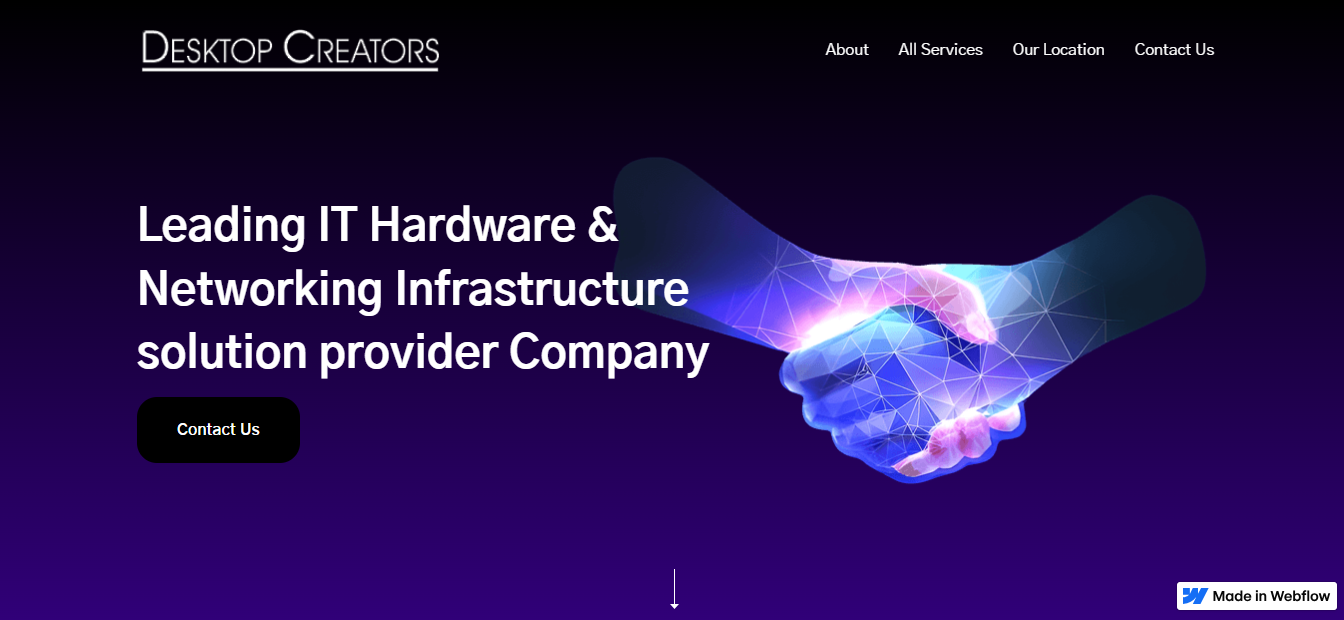 DESKTOP CREATORS
About
All Services
Our Location
Contact Us
Leading IT Hardware &
Networking Infrastructure
solution provider Company
Contact Us
Made in Webflow